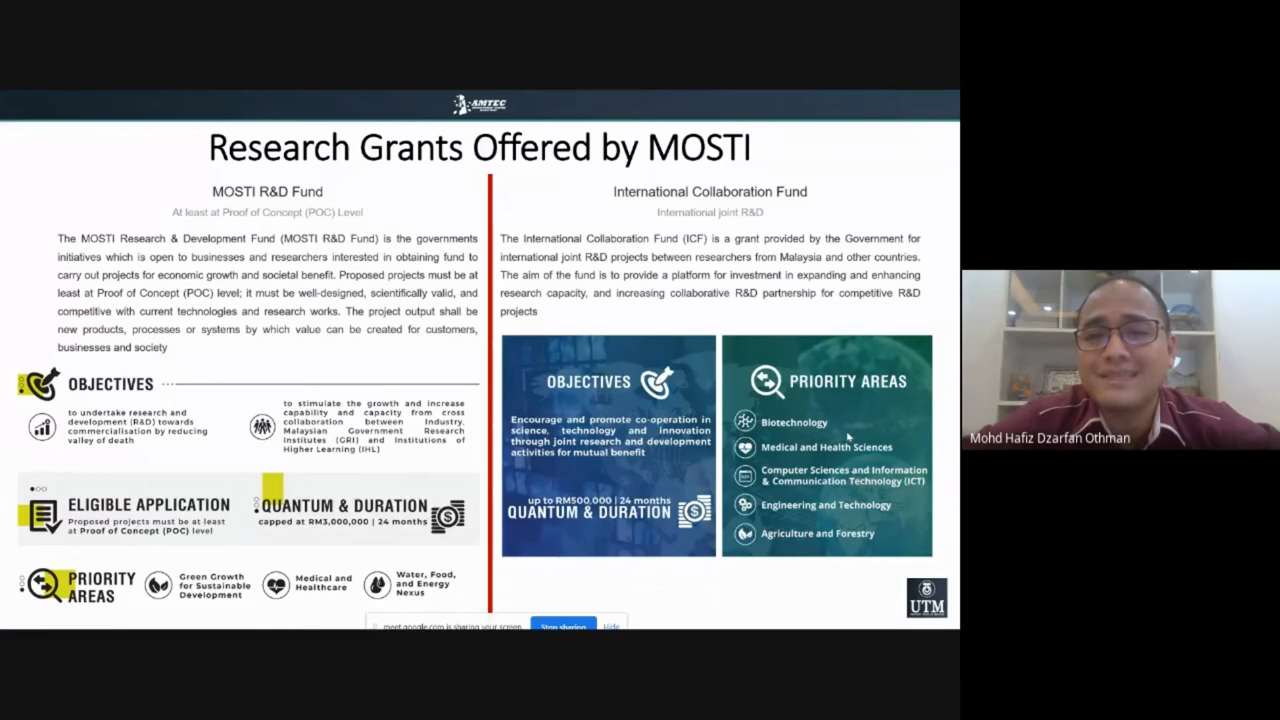 AMTEC
Research Grants Offered by MOSTI
MOSTI R&D Fund
At least at Proof of Concept (POC) Level
The MOSTI Research & Development Fund (MOSTI R&D Fund) is the governments
initiatives which is open to businesses and researchers interested in obtaining fund to
carry out projects for economic growth and societal benefit. Proposed projects must be at
least at Proof of Concept (POC) level; it must be well-designed, scientifically valid, and
competitive with current technologies and research works. The project output shall be
new products, processes or systems by which value can be created for customers,
businesses and society
OBJECTIVES
to undertake research and
development (R&D) towards
commercialisation by reducing
valley of death
to stimulate the growth and increase
capability and capacity from cross
collaboration between Industry,
Malaysian Government Research
Institutes (GRI) and Institutions of
Higher Learning (IHL)
ELIGIBLE APPLICATION
Proposed projects must be at least
at Proof of Concept (POC) level
QUANTUM & DURATION
capped at RM3,000,000 | 24 months
PRIORITY
AREAS
Green Growth
for Sustainable
Development
Medical and
Healthcare
Water, Food,
and Energy
Nexus
International Collaboration Fund
International joint R&D
The International Collaboration Fund (ICF) is a grant provided by the Government for
international joint R&D projects between researchers from Malaysia and other countries.
The aim of the fund is to provide a platform for investment in expanding and enhancing
research capacity, and increasing collaborative R&D partnership for competitive R&D
projects
OBJECTIVES
Encourage and promote co-operation in
science, technology and innovation
through joint research and development
activities for mutual benefit
up to RM500,000 | 24 months
QUANTUM & DURATION
PRIORITY AREAS
Biotechnology
Medical and Health Sciences
Computer Sciences and Information
& Communication Technology (ICT)
Engineering and Technology
Agriculture and Forestry
UTM
meet.google.com is sharing your screen.
Stop sharing
Hide
Mohd Hafiz Dzarfan Othman